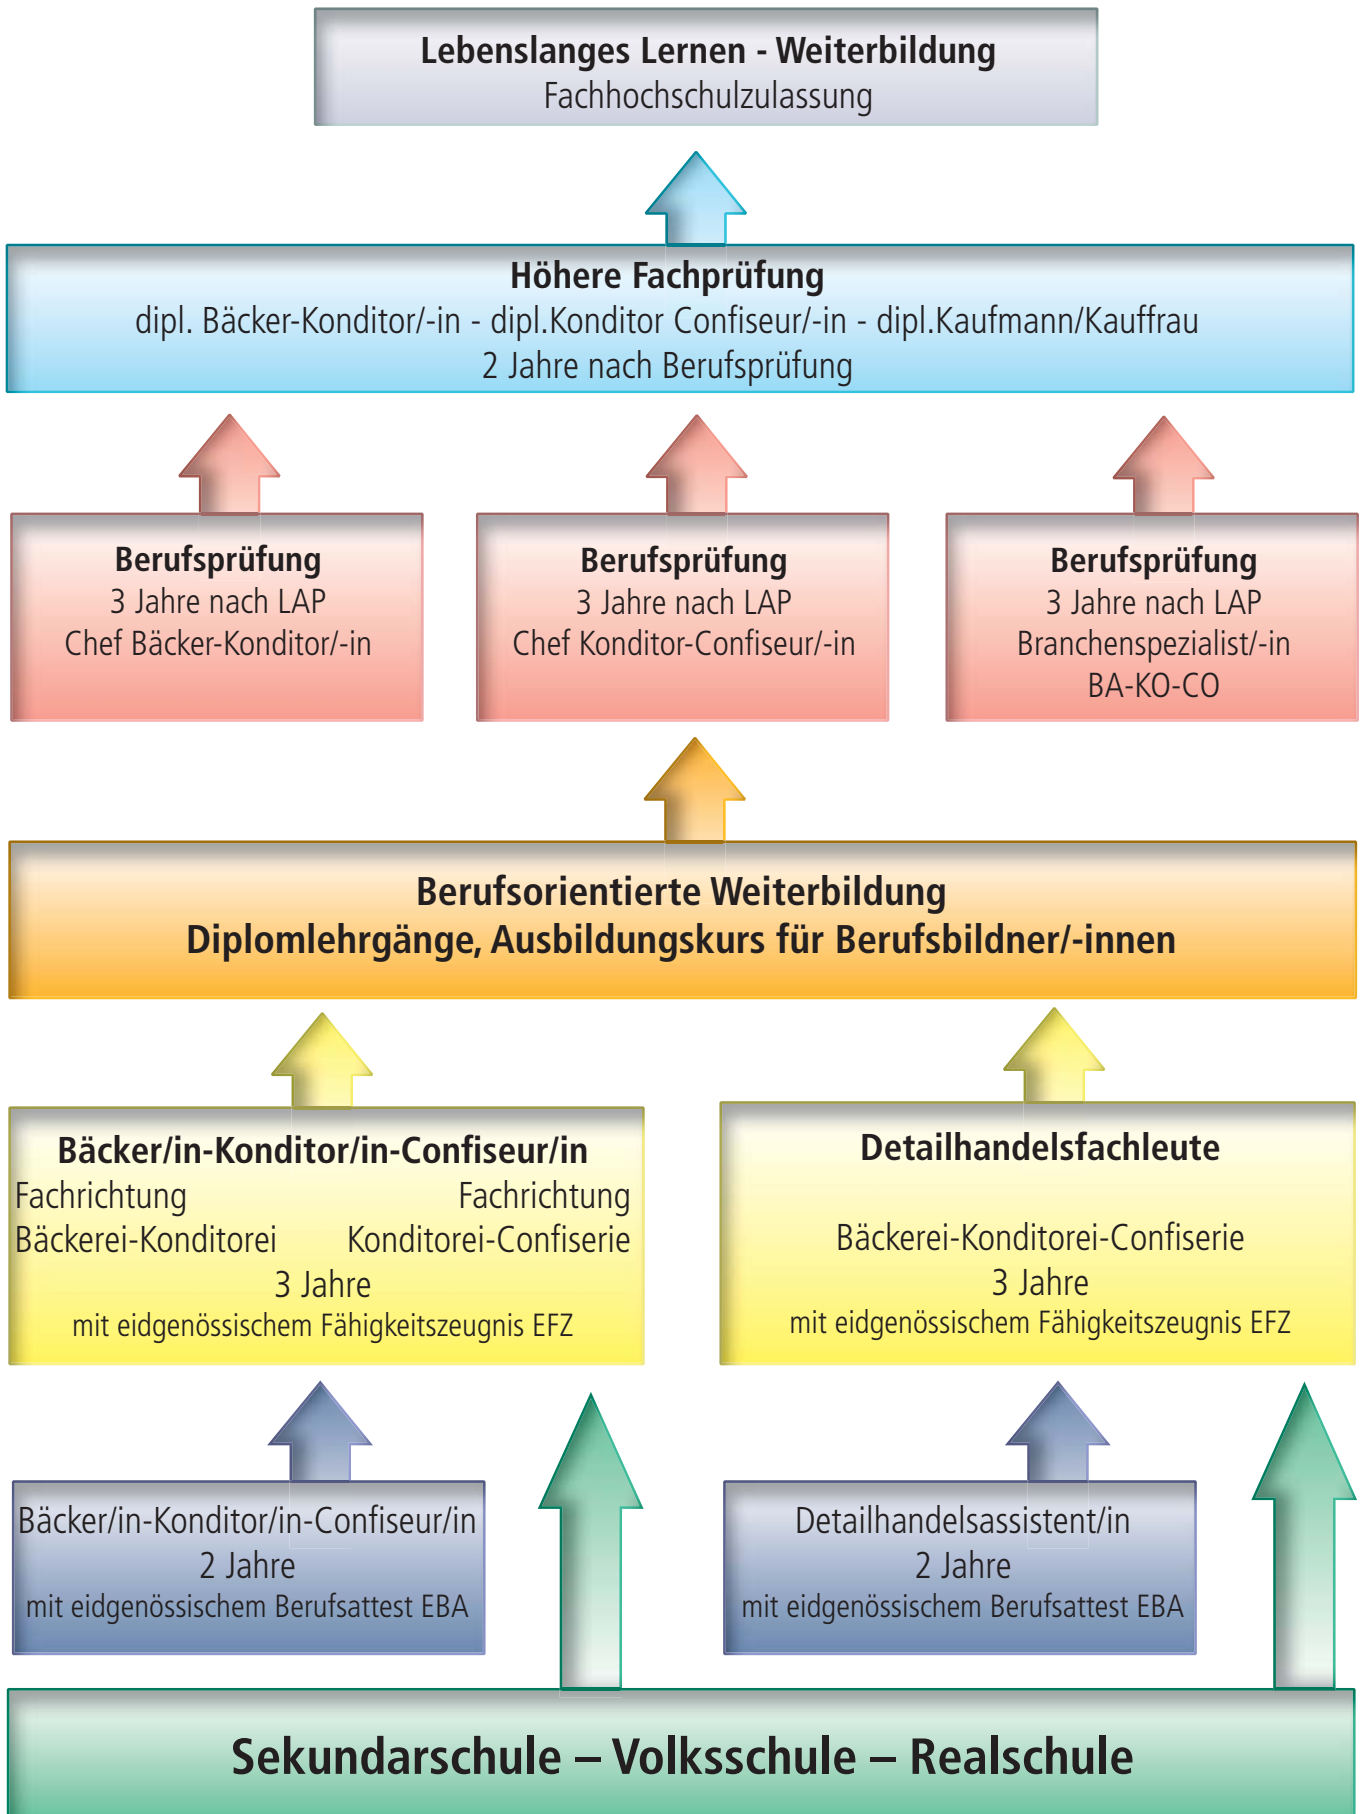 Lebenslanges Lernen - Weiterbildung
Fachhochschulzulassung
Höhere Fachprüfung
dipl. Bäcker-Konditor/-in - dipl.Konditor Confiseur/-in - dipl.Kaufmann/Kauffrau
2 Jahre nach Berufsprüfung
Berufsprüfung
3 Jahre nach LAP
Chef Bäcker-Konditor/-in
Berufsprüfung
3 Jahre nach LAP
Chef Konditor-Confiseur/-in
Berufsprüfung
3 Jahre nach LAP
Branchenspezialist/-in
BA-KO-CO
Berufsorientierte Weiterbildung
Diplomlehrgänge, Ausbildungskurs für Berufsbildner/-innen
Bäcker/in-Konditor/in-Confiseur/in
Fachrichtung Fachrichtung
Bäckerei-Konditorei Konditorei-Confiserie
3 Jahre
mit eidgenössischem Fähigkeitszeugnis EFZ
Detailhandelsfachleute
Bäckerei-Konditorei-Confiserie
3 Jahre
mit eidgenössischem Fähigkeitszeugnis EFZ
Bäcker/in-Konditor/in-Confiseur/in
2 Jahre
mit eidgenössischem Berufsattest EBA
Detailhandelsassistent/in
2 Jahre
mit eidgenössischem Berufsattest EBA
Sekundarschule – Volksschule – Realschule